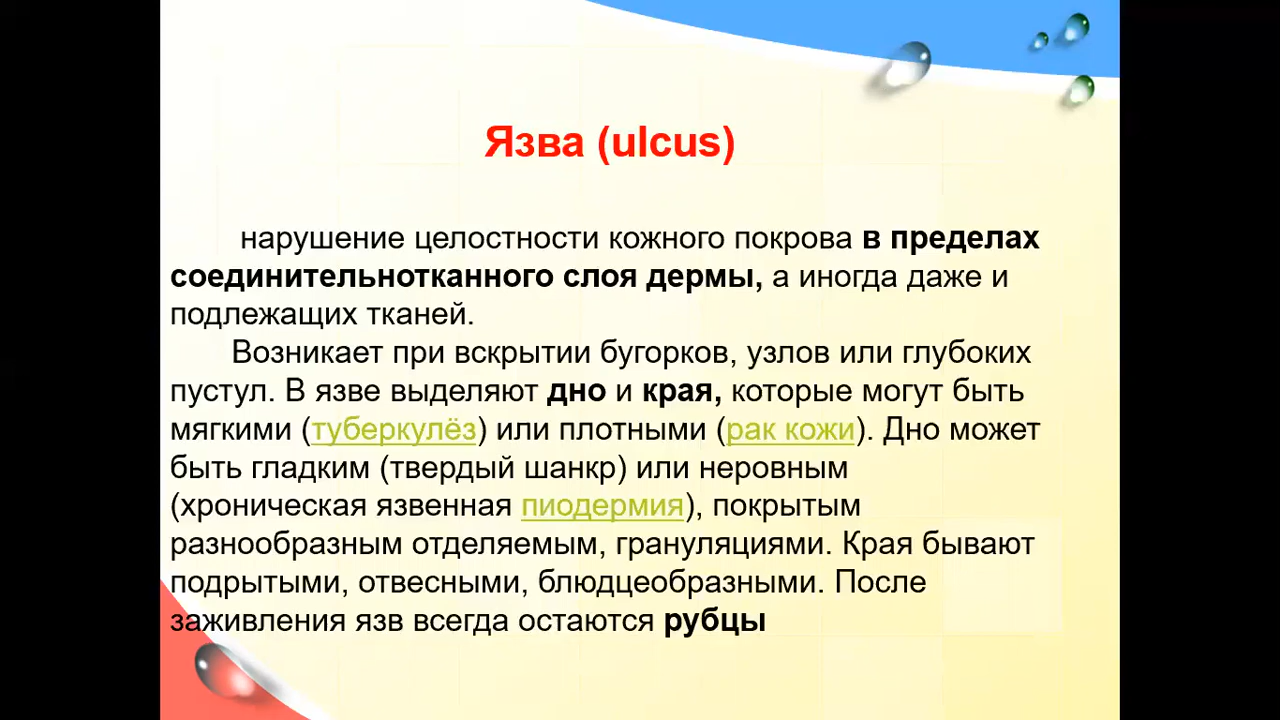 Язва (ulcus)
нарушение целостности кожного покрова в пределах
соединительнотканного слоя дермы, а иногда даже и
подлежащих тканей.
Возникает при вскрытии бугорков, узлов или глубоких
пустул. В язве выделяют дно и края, которые могут быть
мягкими (туберкулёз) или плотными (рак кожи). Дно может
быть гладким (твердый шанкр) или неровным
(хроническая язвенная пиодермия), покрытым
разнообразным отделяемым, грануляциями. Края бывают
подрытыми, отвесными, блюдцеобразными. После
заживления язв всегда остаются рубцы